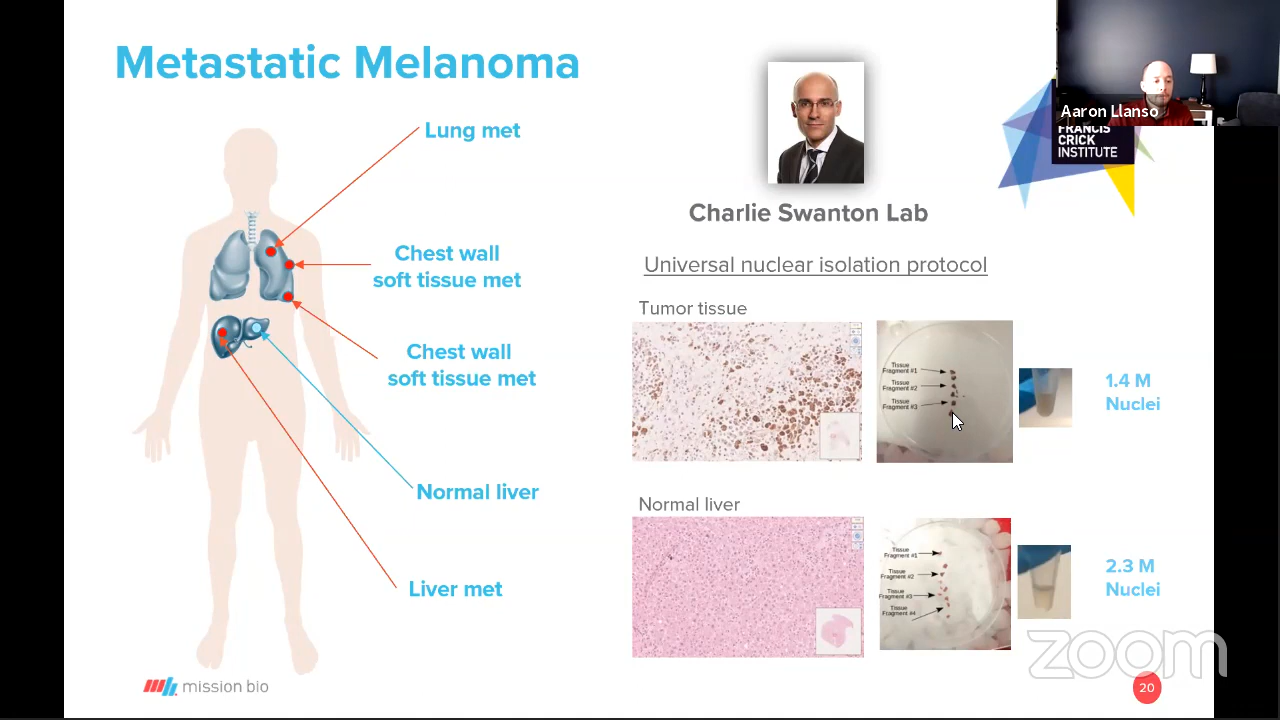 Metastatic Melanoma
Lung met
Chest wall
soft tissue met
Chest wall
soft tissue met
Normal liver
Liver met
mission bio
Charlie Swanton Lab
Universal nuclear isolation protocol
Tumor tissue
Tissue
Fragment #1
Tissue
Fragment #2
Tissue
Fragment #3
1.4 M
Nuclei
Normal liver
Tissue
Fragment #1
Tissue
Fragment #2
Tissue
Fragment #3
Tissue
Fragment #4
2.3 M
Nuclei
Aaron Llanso
FRANCIS
CRICK
INSTITUTE
zoom
20